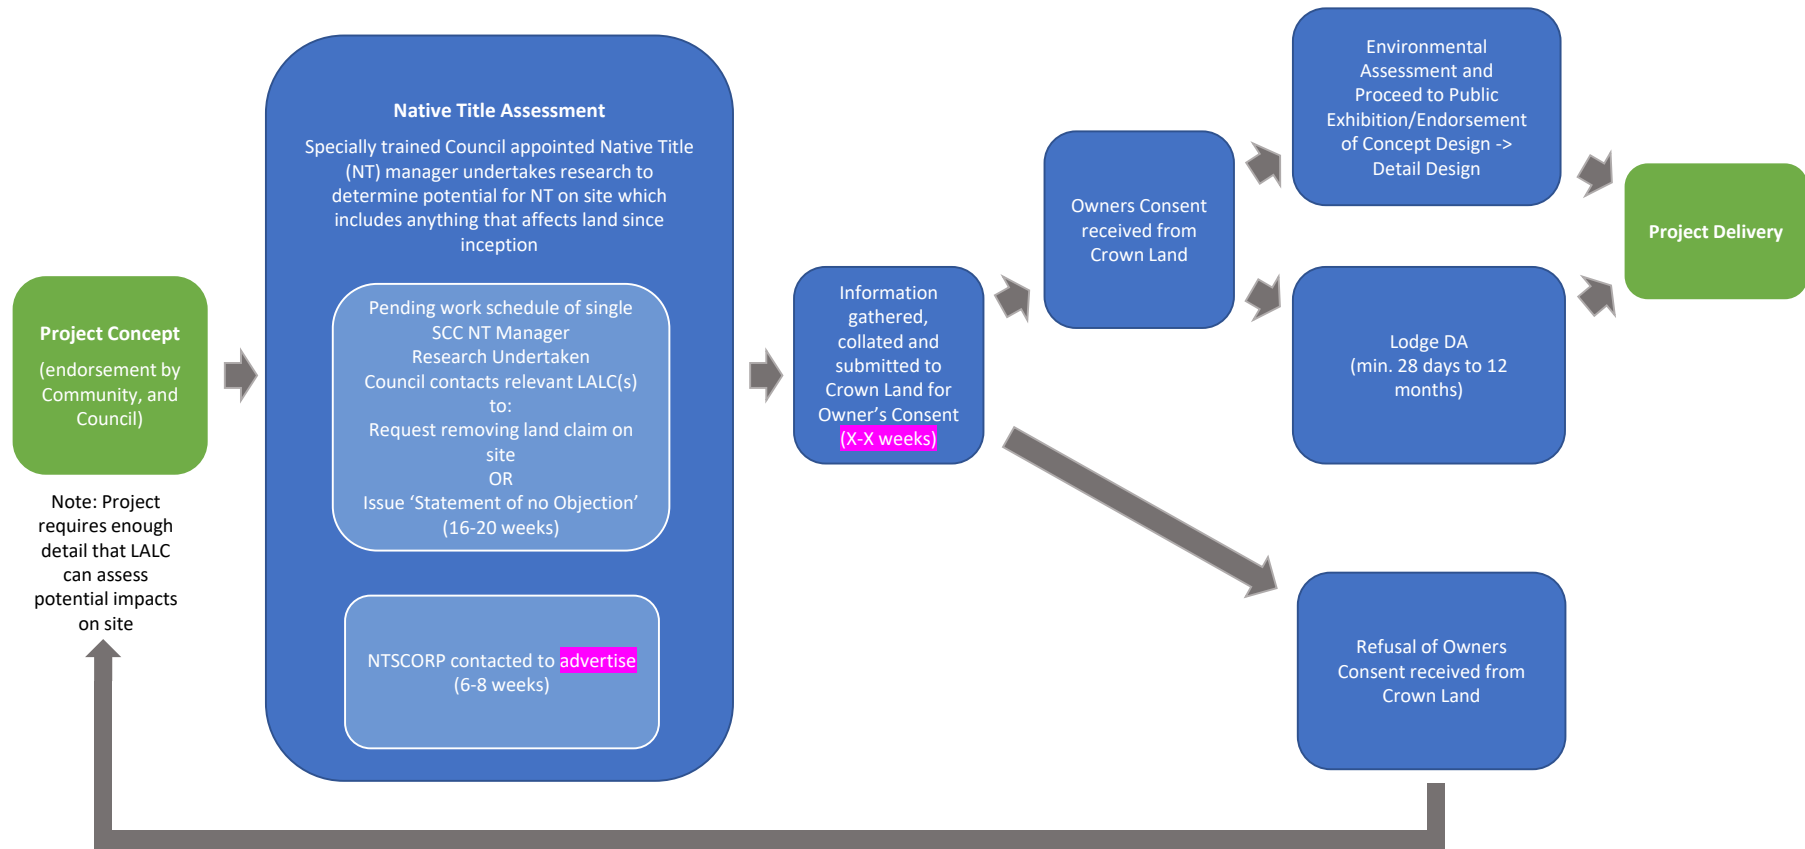 Project Concept
(endorsement by
Community, and
Council)
Note: Project
requires enough
detail that LALC
can assess
potential impacts
on site
Native Title Assessment
Specially trained Council appointed Native Title
(NT) manager undertakes research to
determine potential for NT on site which
includes anything that affects land since
inception
Pending work schedule of single
SCC NT Manager
Research Undertaken
Council contacts relevant LALC(s)
to:
Request removing land claim on
site
OR
Issue ‘Statement of no Objection’
(16-20 weeks)
NTSCORP contacted to advertise
(6-8 weeks)
Information
gathered,
collated and
submitted to
Crown Land for
Owner’s Consent
(X-X weeks)
Owners Consent
received from
Crown Land
Environmental
Assessment and
Proceed to Public
Exhibition/Endorsement
of Concept Design ->
Detail Design
Lodge DA
(min. 28 days to 12
months)
Refusal of Owners
Consent received from
Crown Land
Project Delivery